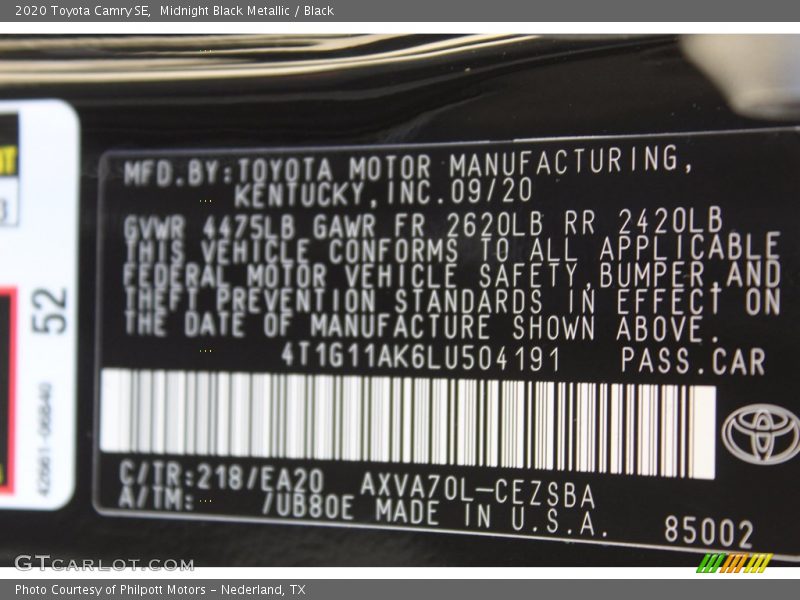 2020 Toyota Camry SE, Midnight Black Metallic / Black
MFD.BY:TOYOTA MOTOR MANUFACTURING,
KENTUCKY,INC.09/20
GVWR 4475LB GAWR FR 2620LB RR 2420LB
THIS VEHICLE CONFORMS TO ALL APPLICABLE
FEDERAL MOTOR VEHICLE SAFETY,BUMPER,AND
THEFT PREVENTION STANDARDS IN EFFECT ON
THE DATE OF MANUFACTURE SHOWN ABOVE.
4T1G11AK6LU504191 PASS.CAR
C/TR:218/EA20 AXVA70L-CEZSBA
A/TM: /UB80E MADE IN U.S.A.
85002
52
42661-06840
GTCARLOT.COM
Photo Courtesy of Philpott Motors - Nederland, TX